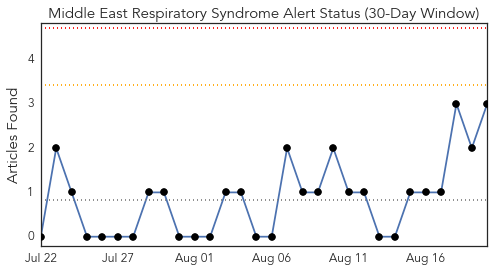 Middle East Respiratory Syndrome Alert Status (30-Day Window)
Articles Found
4
3
2
1
0
Jul 22 Jul 27 Aug 01 Aug 06 Aug 11 Aug 16